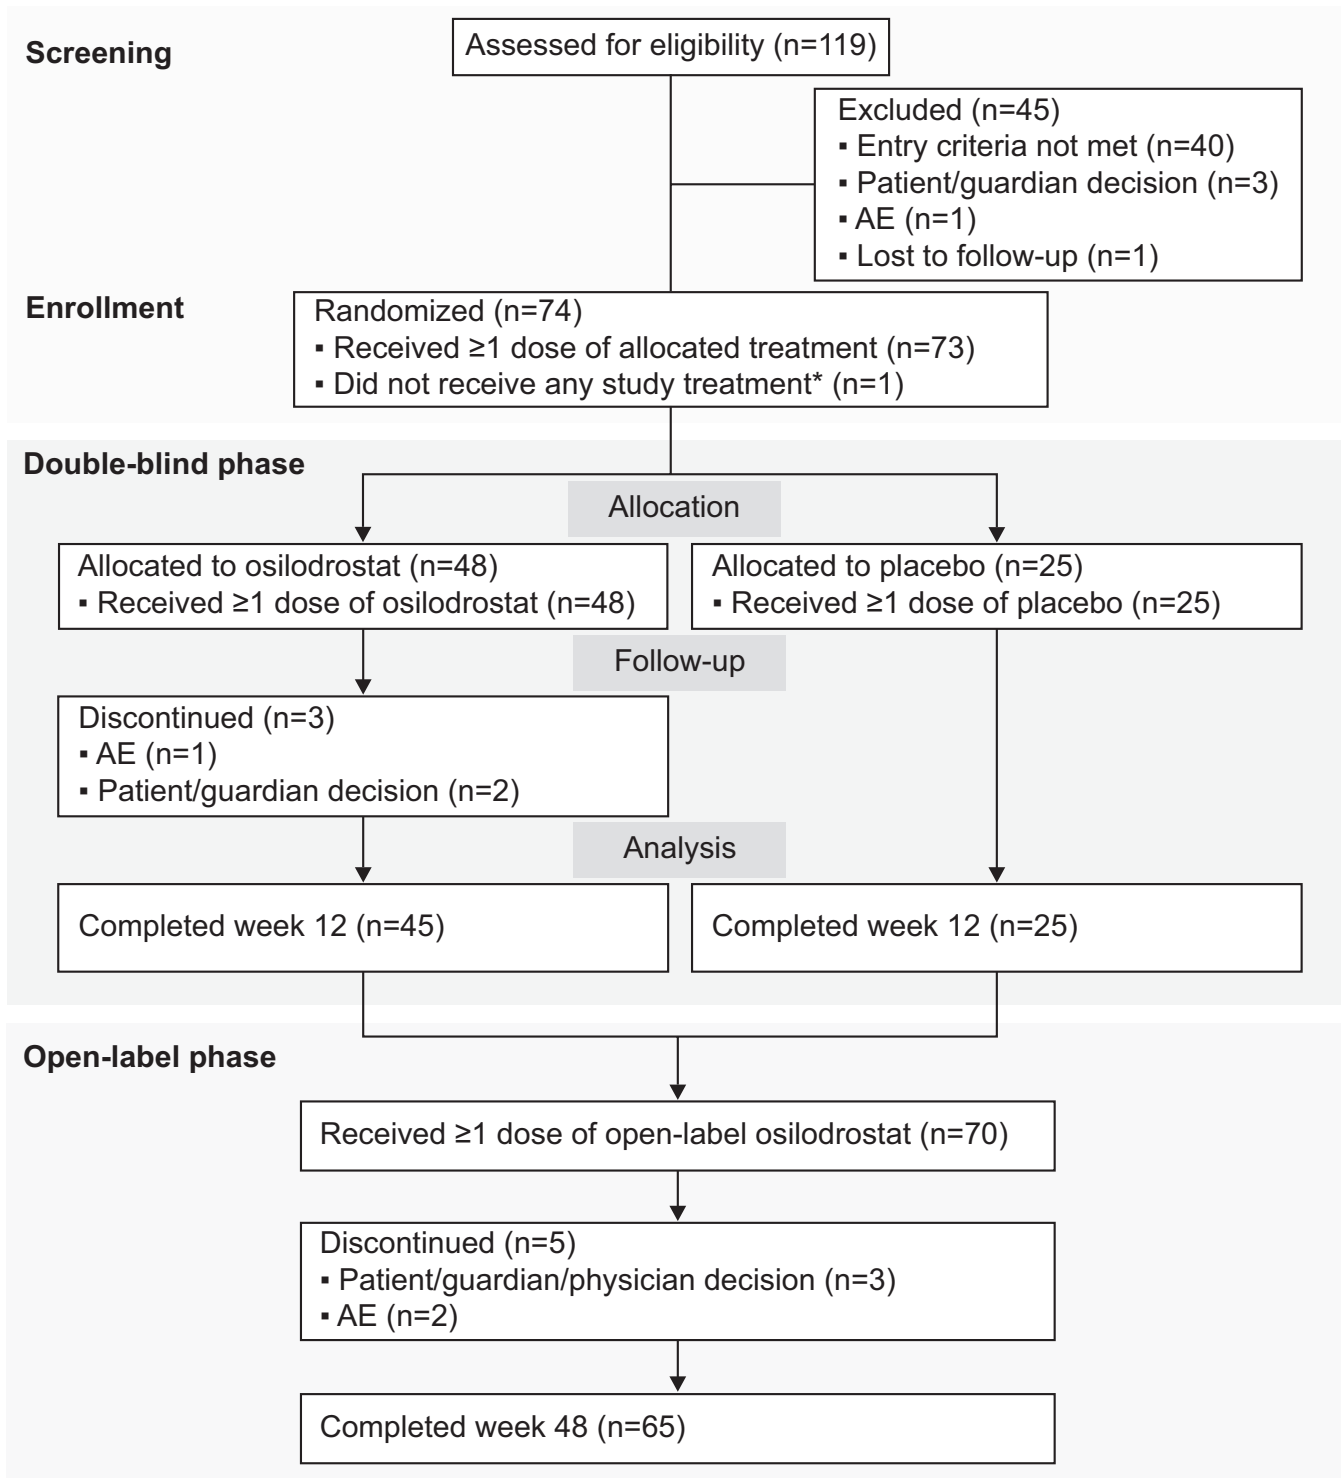 Screening
Assessed for eligibility (n=119)
Excluded (n=45)
▪ Entry criteria not met (n=40)
▪ Patient/guardian decision (n=3)
▪ AE (n=1)
▪ Lost to follow-up (n=1)
Enrollment
Randomized (n=74)
▪ Received ≥1 dose of allocated treatment (n=73)
▪ Did not receive any study treatment* (n=1)
Double-blind phase
Allocation
Allocated to osilodrostat (n=48)
▪ Received ≥1 dose of osilodrostat (n=48)
Allocated to placebo (n=25)
▪ Received ≥1 dose of placebo (n=25)
Follow-up
Discontinued (n=3)
▪ AE (n=1)
▪ Patient/guardian decision (n=2)
Analysis
Completed week 12 (n=45)
Completed week 12 (n=25)
Open-label phase
Received ≥1 dose of open-label osilodrostat (n=70)
Discontinued (n=5)
▪ Patient/guardian/physician decision (n=3)
▪ AE (n=2)
Completed week 48 (n=65)